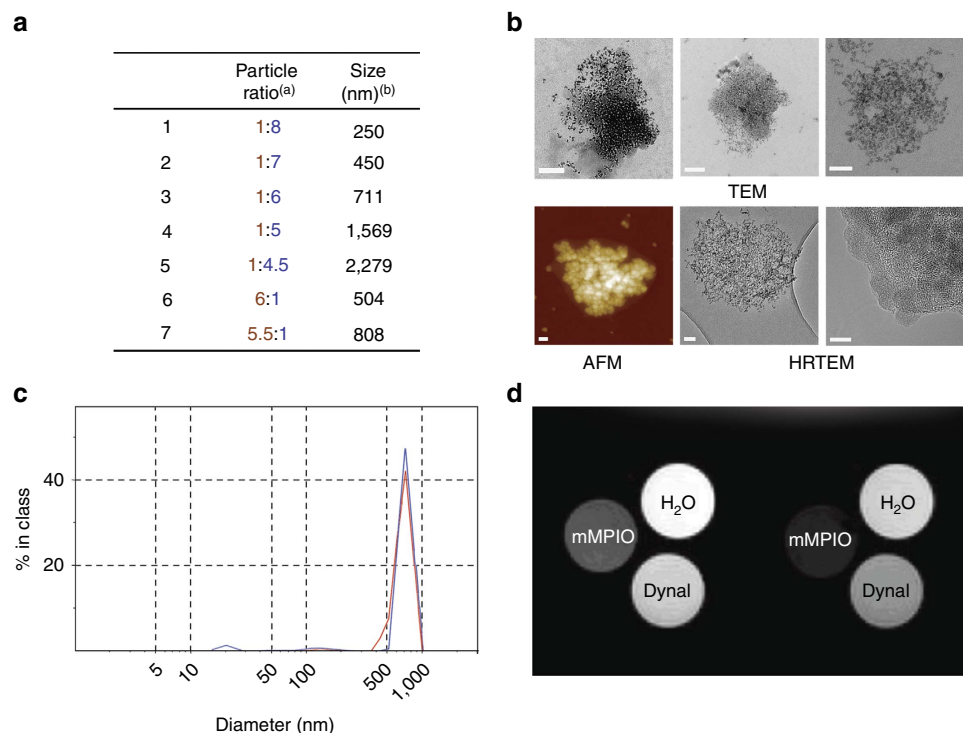 a
Particle ratio(a) Size (nm)(b)
1 1:8 250
2 1:7 450
3 1:6 711
4 1:5 1,569
5 1:4.5 2,279
6 6:1 504
7 5.5:1 808
b
TEM
AFM HRTEM
c
% in class
40
20
5 10 50 100 500 1,000
Diameter (nm)
d
H2O H2O
mMPIO mMPIO
Dynal Dynal